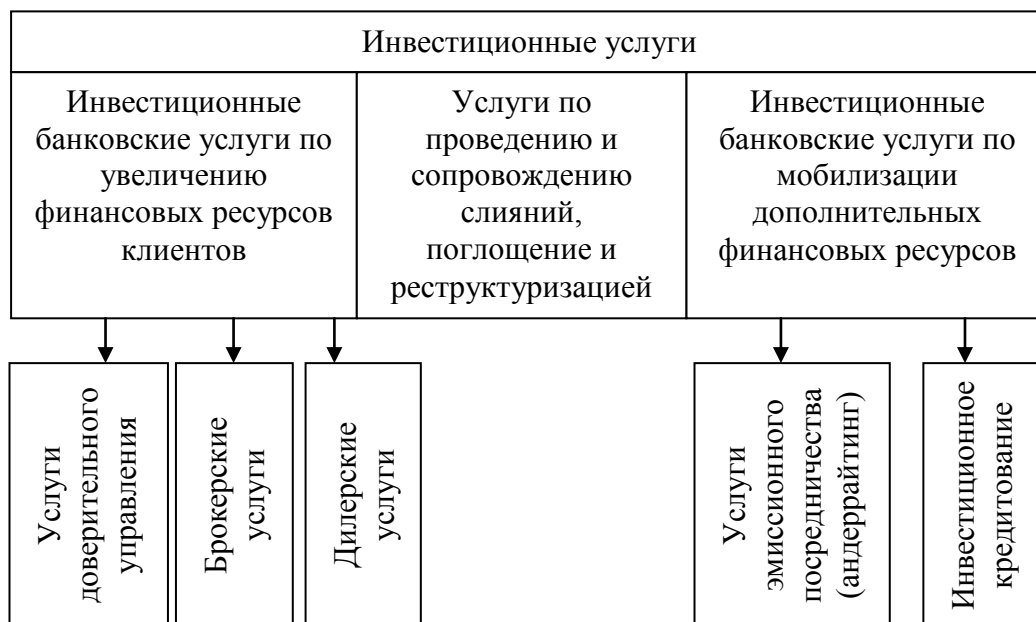 Инвестиционные услуги
Инвестиционные
банковские услуги по
увеличению
финансовых ресурсов
клиентов
Услуги по
проведению и
сопровождению
слияний,
поглощение и
реструктуризацией
Инвестиционные
банковские услуги по
мобилизации
дополнительных
финансовых ресурсов
Услуги
доверительного
управления
Брокерские
услуги
Дилерские
услуги
Услуги
эмиссионного
посредничества
(андеррайтинг)
Инвестиционное
кредитование